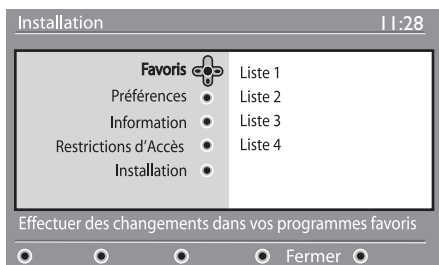 Installation 11:28
Favoris Liste 1
Préférences Liste 2
Information Liste 3
Restrictions d'Accès Liste 4
Installation
Effectuer des changements dans vos programmes favoris
Fermer